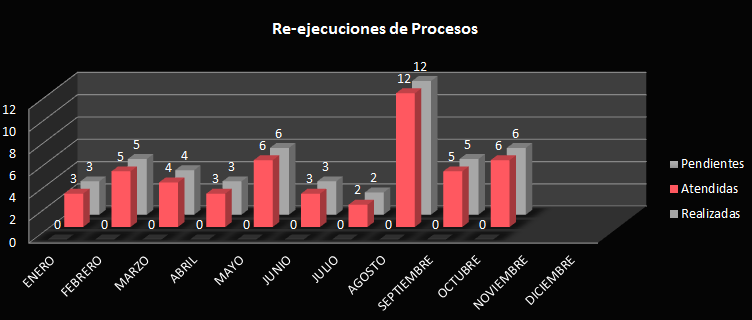 Re-ejecuciones de Procesos
12
10
8
6
4
2
0
3 5 4 3 6 3 2 12 5 6
3 5 4 3 6 3 2 12 5 6
0 0 0 0 0 0 0 0 0 0
ENERO
FEBRERO
MARZO
ABRIL
MAYO
JUNIO
JULIO
AGOSTO
SEPTIEMBRE
OCTUBRE
NOVIEMBRE
DICIEMBRE
Pendientes
Atendidas
Realizadas